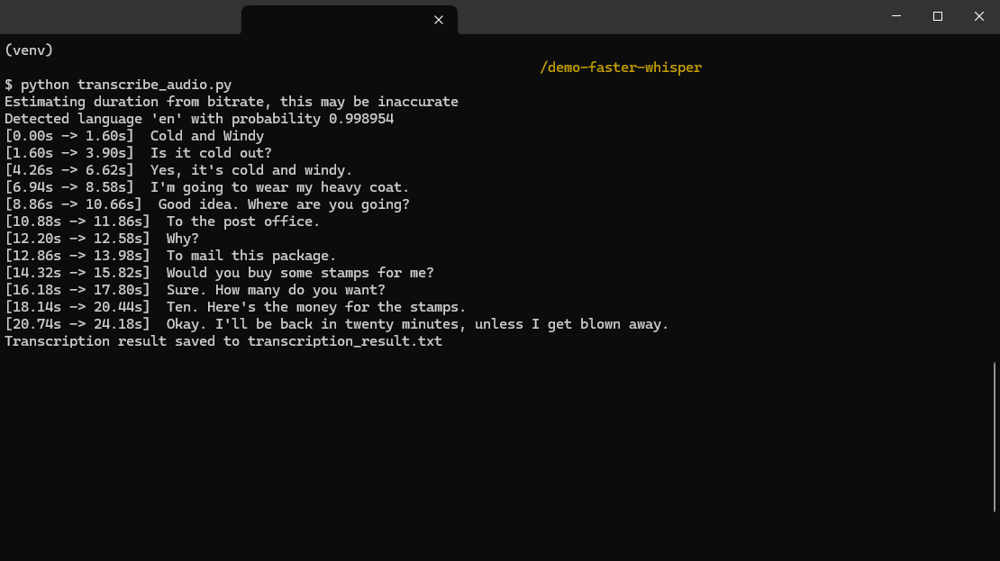 (venv)
/demo-faster-whisper
$ python transcribe_audio.py
Estimating duration from bitrate, this may be inaccurate
Detected language 'en' with probability 0.998954
[0.00s -> 1.60s]  Cold and Windy
[1.60s -> 3.90s]  Is it cold out?
[4.26s -> 6.62s]  Yes, it's cold and windy.
[6.94s -> 8.58s]  I'm going to wear my heavy coat.
[8.86s -> 10.66s]  Good idea. Where are you going?
[10.88s -> 11.86s]  To the post office.
[12.20s -> 12.58s]  Why?
[12.86s -> 13.98s]  To mail this package.
[14.32s -> 15.82s]  Would you buy some stamps for me?
[16.18s -> 17.80s]  Sure. How many do you want?
[18.14s -> 20.44s]  Ten. Here's the money for the stamps.
[20.74s -> 24.18s]  Okay. I'll be back in twenty minutes, unless I get blown away.
Transcription result saved to transcription_result.txt